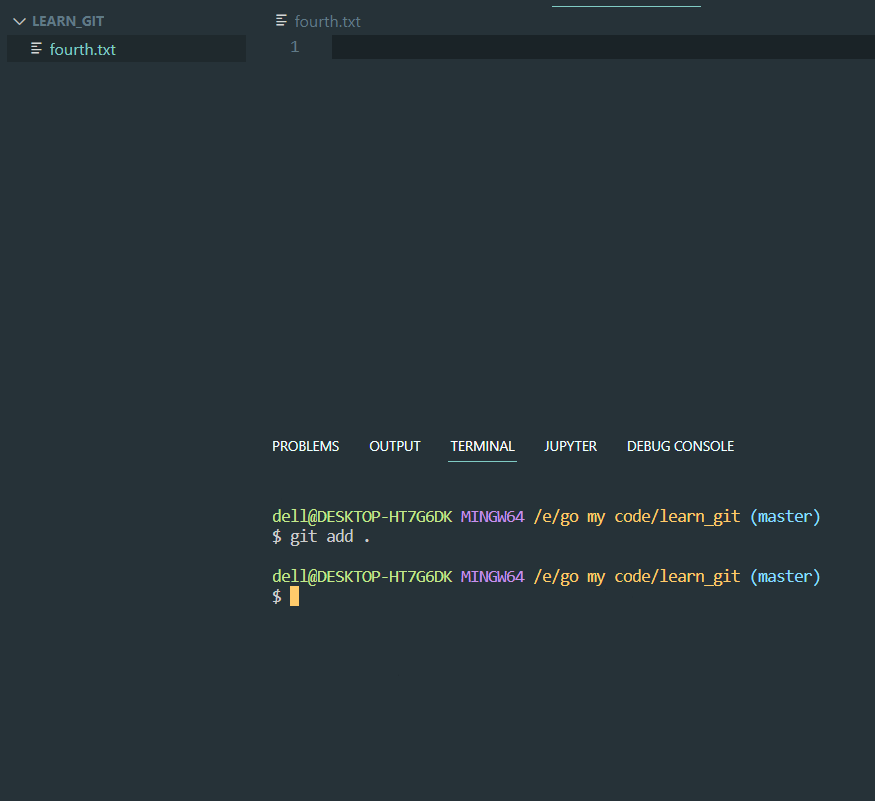 LEARN_GIT
fourth.txt
fourth.txt
1
PROBLEMS OUTPUT TERMINAL JUPYTER DEBUG CONSOLE
dell@DESKTOP-HT7G6DK MINGW64 /e/go my code/learn_git (master)
$ git add .
dell@DESKTOP-HT7G6DK MINGW64 /e/go my code/learn_git (master)
$